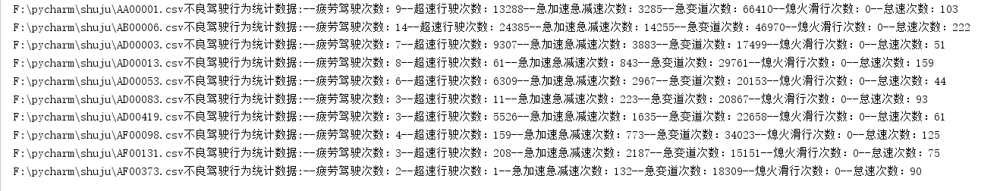 F:\pycharm\shuju\AA00001.csv不良驾驶行为统计数据:--疲劳驾驶次数：9--超速行驶次数：13288--急加速急减速次数：3285--急变道次数：66410--熄火滑行次数：0--怠速次数：103
F:\pycharm\shuju\AB00006.csv不良驾驶行为统计数据:--疲劳驾驶次数：14--超速行驶次数：24385--急加速急减速次数：14255--急变道次数：46970--熄火滑行次数：0--怠速次数：222
F:\pycharm\shuju\AD00003.csv不良驾驶行为统计数据:--疲劳驾驶次数：7--超速行驶次数：9307--急加速急减速次数：3883--急变道次数：17499--熄火滑行次数：0--怠速次数：51
F:\pycharm\shuju\AD00013.csv不良驾驶行为统计数据:--疲劳驾驶次数：8--超速行驶次数：61--急加速急减速次数：843--急变道次数：29761--熄火滑行次数：0--怠速次数：159
F:\pycharm\shuju\AD00053.csv不良驾驶行为统计数据:--疲劳驾驶次数：6--超速行驶次数：6309--急加速急减速次数：2967--急变道次数：20153--熄火滑行次数：0--怠速次数：44
F:\pycharm\shuju\AD00083.csv不良驾驶行为统计数据:--疲劳驾驶次数：3--超速行驶次数：11--急加速急减速次数：223--急变道次数：20867--熄火滑行次数：0--怠速次数：93
F:\pycharm\shuju\AD00419.csv不良驾驶行为统计数据:--疲劳驾驶次数：3--超速行驶次数：5526--急加速急减速次数：1635--急变道次数：22658--熄火滑行次数：0--怠速次数：61
F:\pycharm\shuju\AF00098.csv不良驾驶行为统计数据:--疲劳驾驶次数：4--超速行驶次数：159--急加速急减速次数：773--急变道次数：34023--熄火滑行次数：0--怠速次数：125
F:\pycharm\shuju\AF00131.csv不良驾驶行为统计数据:--疲劳驾驶次数：3--超速行驶次数：208--急加速急减速次数：2187--急变道次数：15151--熄火滑行次数：0--怠速次数：75
F:\pycharm\shuju\AF00373.csv不良驾驶行为统计数据:--疲劳驾驶次数：2--超速行驶次数：1--急加速急减速次数：132--急变道次数：18309--熄火滑行次数：0--怠速次数：90